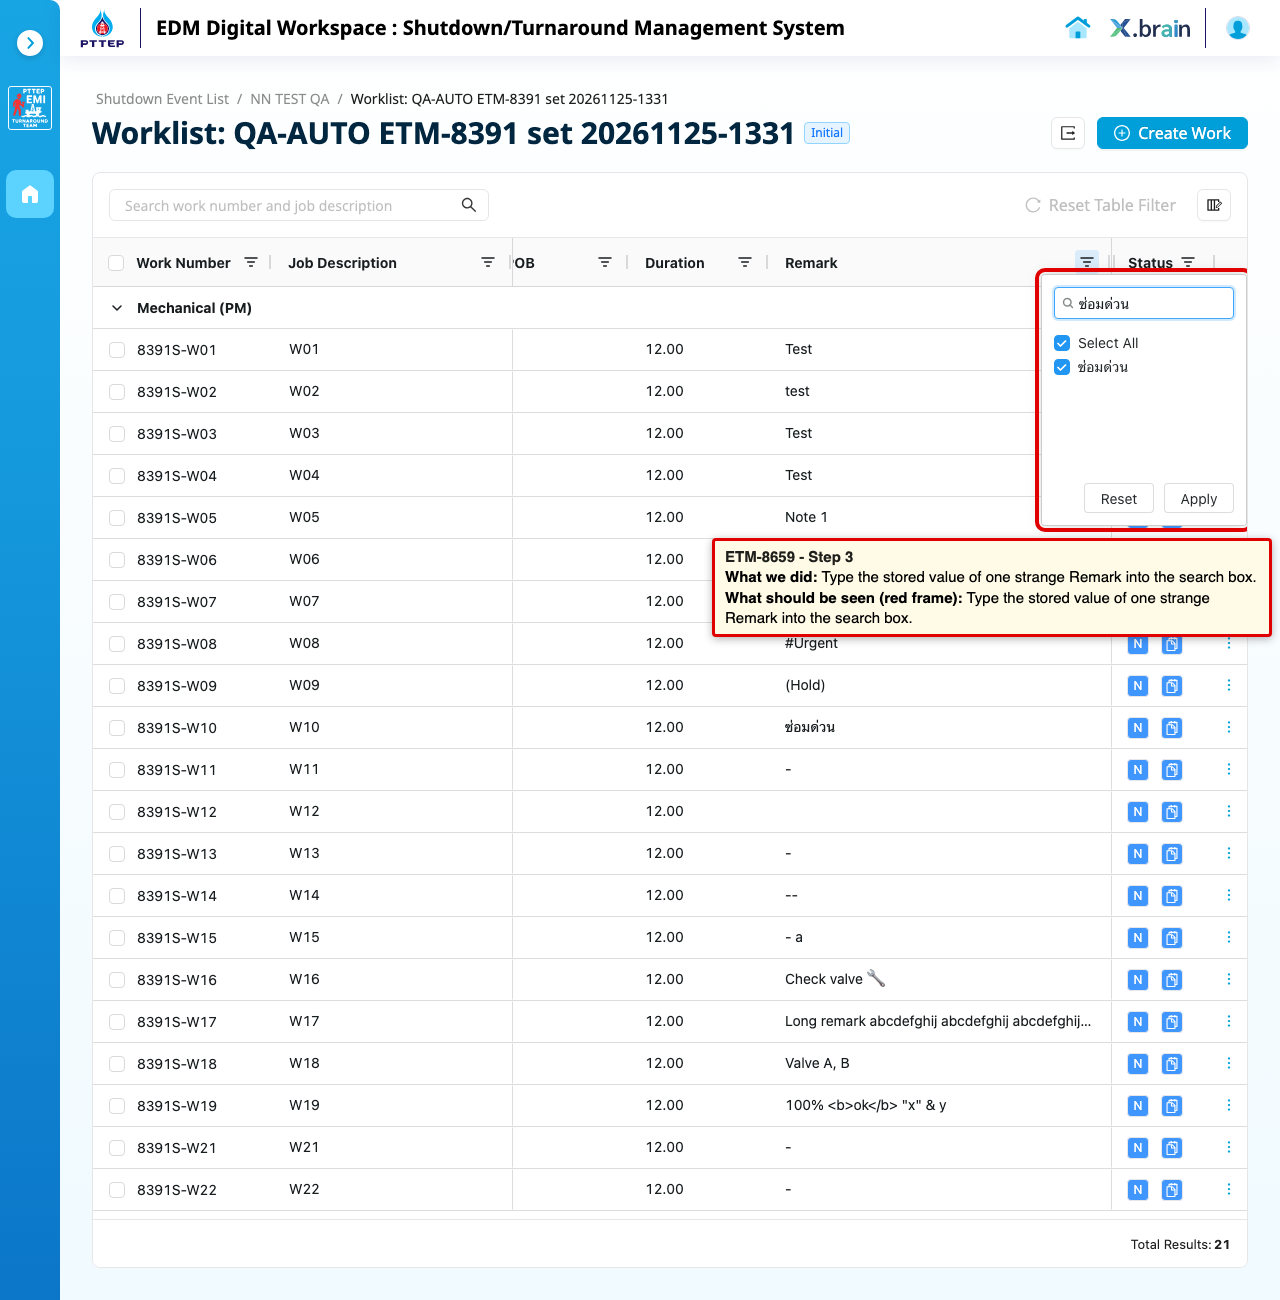 PTTEP
EDM Digital Workspace : Shutdown/Turnaround Management System
X.brain
PTTEP
EMI
TURNAROUND
TEAM
Shutdown Event List / NN TEST QA / Worklist: QA-AUTO ETM-8391 set 20261125-1331
Worklist: QA-AUTO ETM-8391 set 20261125-1331 Initial
Create Work
Search work number and job description
Reset Table Filter
Work Number Job Description POB Duration Remark Status
Mechanical (PM)
ซ่อมด่วน
Select All
ซ่อมด่วน
Reset Apply
8391S-W01 W01 12.00 Test
8391S-W02 W02 12.00 test
8391S-W03 W03 12.00 Test
8391S-W04 W04 12.00 Test
8391S-W05 W05 12.00 Note 1
8391S-W06 W06 12.00
8391S-W07 W07 12.00
ETM-8659 - Step 3
What we did: Type the stored value of one strange Remark into the search box.
What should be seen (red frame): Type the stored value of one strange
Remark into the search box.
8391S-W08 W08 12.00 #Urgent N
8391S-W09 W09 12.00 (Hold) N
8391S-W10 W10 12.00 ซ่อมด่วน N
8391S-W11 W11 12.00 - N
8391S-W12 W12 12.00 N
8391S-W13 W13 12.00 - N
8391S-W14 W14 12.00 -- N
8391S-W15 W15 12.00 - a N
8391S-W16 W16 12.00 Check valve 🔧 N
8391S-W17 W17 12.00 Long remark abcdefghij abcdefghij abcdefghij... N
8391S-W18 W18 12.00 Valve A, B N
8391S-W19 W19 12.00 100% <b>ok</b> "x" & y N
8391S-W21 W21 12.00 - N
8391S-W22 W22 12.00 - N
Total Results: 21